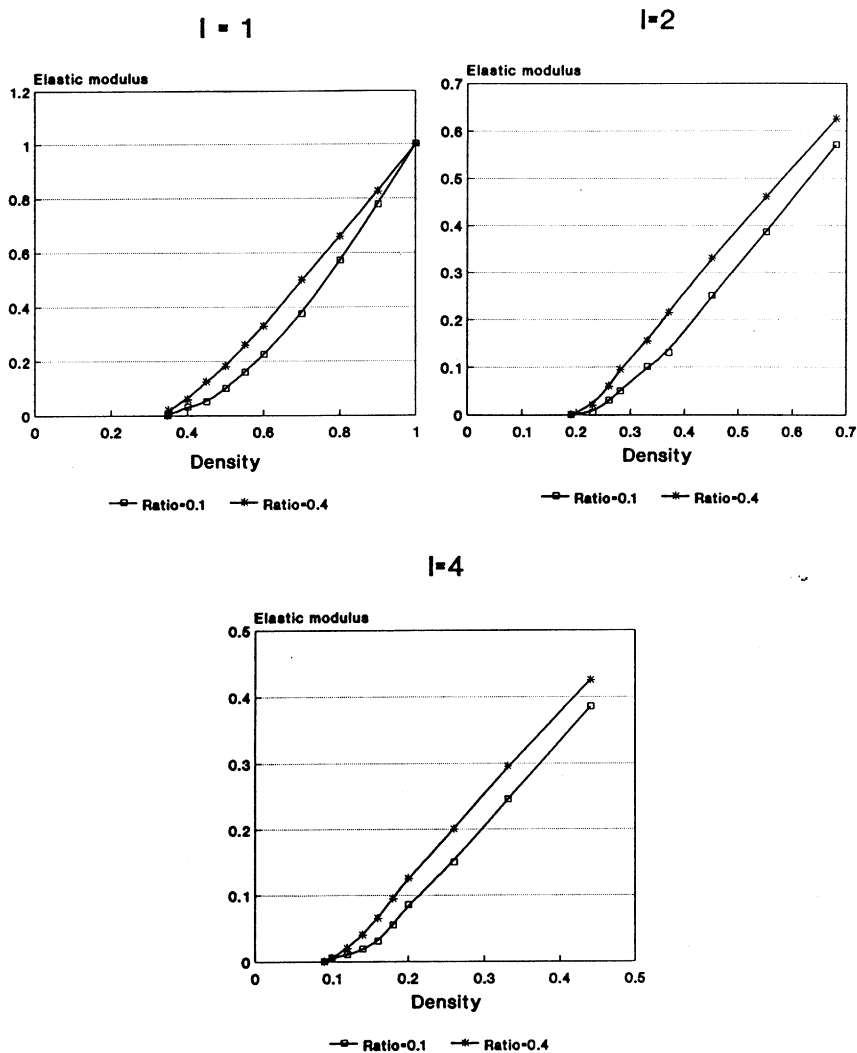 l = 1
Elastic modulus
1.2
1
0.8
0.6
0.4
0.2
0
0 0.2 0.4 0.6 0.8 1
Density
Ratio=0.1 Ratio=0.4
l=2
Elastic modulus
0.7
0.6
0.5
0.4
0.3
0.2
0.1
0
0 0.1 0.2 0.3 0.4 0.5 0.6 0.7
Density
Ratio=0.1 Ratio=0.4
l=4
Elastic modulus
0.5
0.4
0.3
0.2
0.1
0
0 0.1 0.2 0.3 0.4 0.5
Density
Ratio=0.1 Ratio=0.4